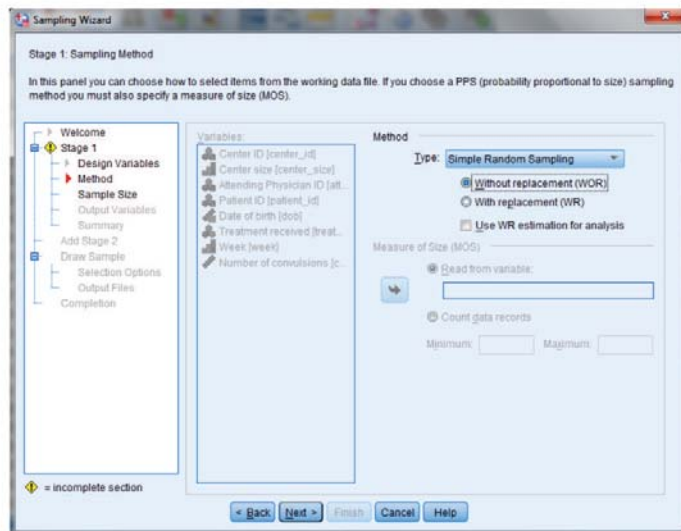 Sampling Wizard
Stage 1: Sampling Method
In this panel you can choose how to select items from the working data file. If you choose a PPS (probability proportional to size) sampling
method you must also specify a measure of size (MOS).
Welcome
Stage 1
Design Variables
Method
Sample Size
Output Variables
Summary
Add Stage 2
Draw Sample
Selection Options
Output Files
Completion
= incomplete section
Variables:
Center ID [center_id]
Center size [center_size]
Attending Physician ID [att...
Patient ID [patient_id]
Date of birth [dob]
Treatment received [treat...
Week [week]
Number of convulsions [c...
Method
Type: Simple Random Sampling
Without replacement (WOR)
With replacement (WR)
Use WR estimation for analysis
Measure of Size (MOS)
Read from variable:
Count data records
Minimum: Maximum:
< Back Next > Finish Cancel Help